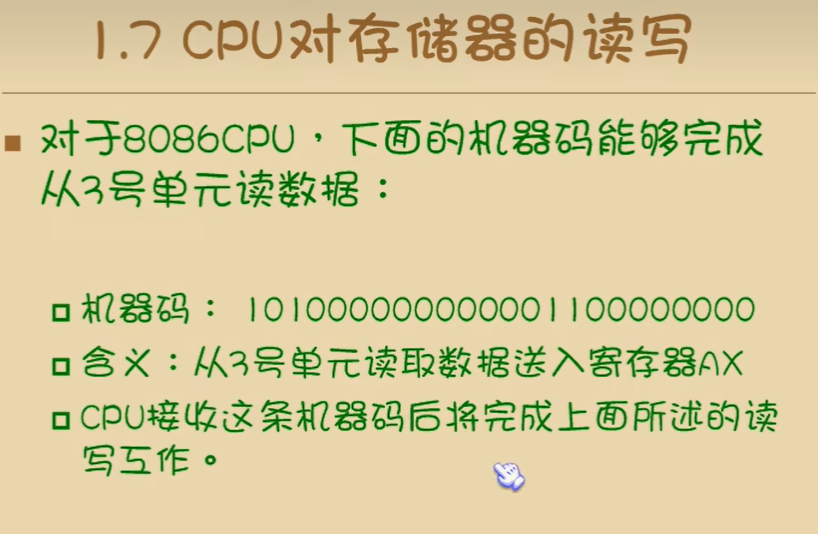 1.7 CPU对存储器的读写
对于8086CPU，下面的机器码能够完成
从3号单元读数据：
机器码： 101000000000001100000000
含义：从3号单元读取数据送入寄存器AX
CPU接收这条机器码后将完成上面所述的读
写工作。